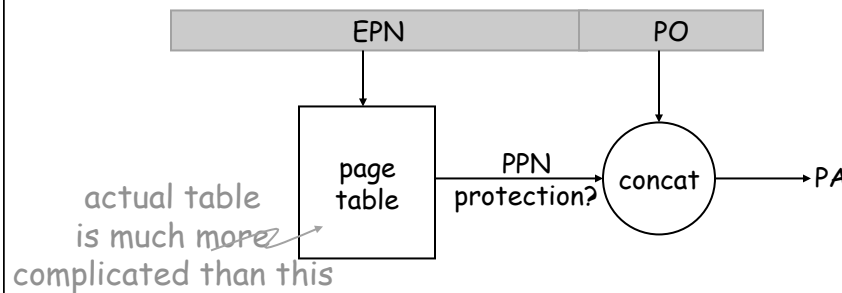 EPN PO
page
table
PPN
protection?
concat
PA
actual table
is much more
complicated than this